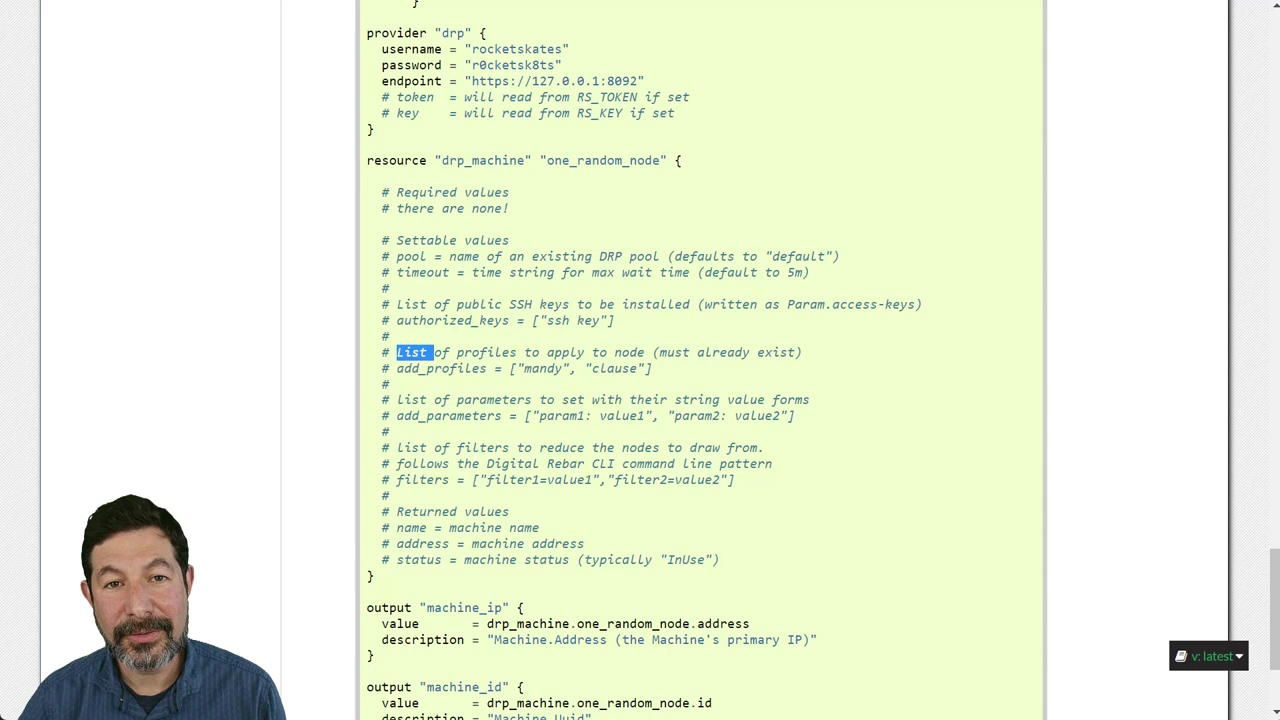 }
provider "drp" {
username = "rocketskates"
password = "r0cketsk8ts"
endpoint = "https://127.0.0.1:8092"
# token  = will read from RS_TOKEN if set
# key    = will read from RS_KEY if set
}
resource "drp_machine" "one_random_node" {
# Required values
# there are none!
# Settable values
# pool = name of an existing DRP pool (defaults to "default")
# timeout = time string for max wait time (default to 5m)
#
# List of public SSH keys to be installed (written as Param.access-keys)
# authorized_keys = ["ssh key"]
#
# List of profiles to apply to node (must already exist)
# add_profiles = ["mandy", "clause"]
#
# list of parameters to set with their string value forms
# add_parameters = ["param1: value1", "param2: value2"]
#
# list of filters to reduce the nodes to draw from.
# follows the Digital Rebar CLI command line pattern
# filters = ["filter1=value1","filter2=value2"]
#
# Returned values
# name = machine name
# address = machine address
# status = machine status (typically "InUse")
}
output "machine_ip" {
value       = drp_machine.one_random_node.address
description = "Machine.Address (the Machine's primary IP)"
}
output "machine_id" {
value       = drp_machine.one_random_node.id
description = "Machine.Uuid"
v: latest